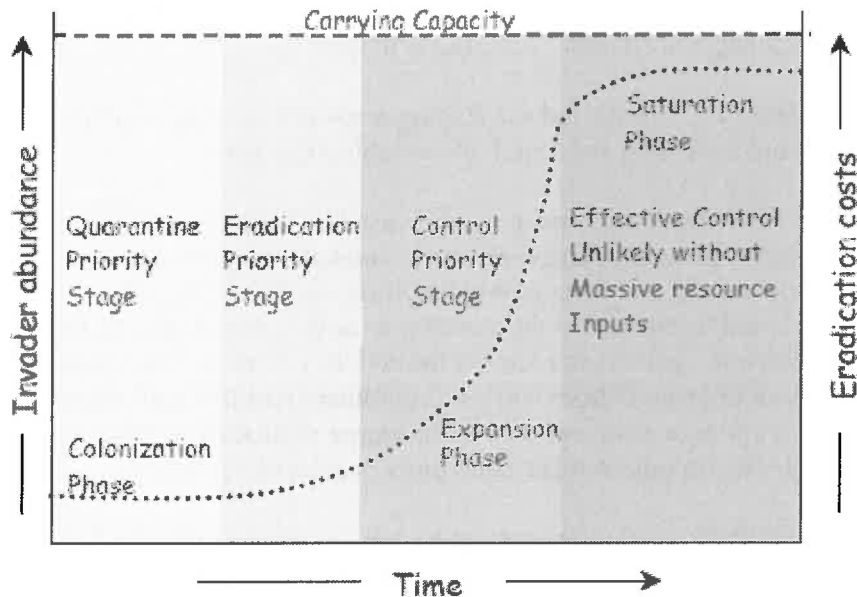 Carrying Capacity
Invader abundance
Eradication costs
Saturation
Phase
Quarantine
Priority
Stage
Eradication
Priority
Stage
Control
Priority
Stage
Effective Control
Unlikely without
Massive resource
Inputs
Colonization
Phase
Expansion
Phase
Time